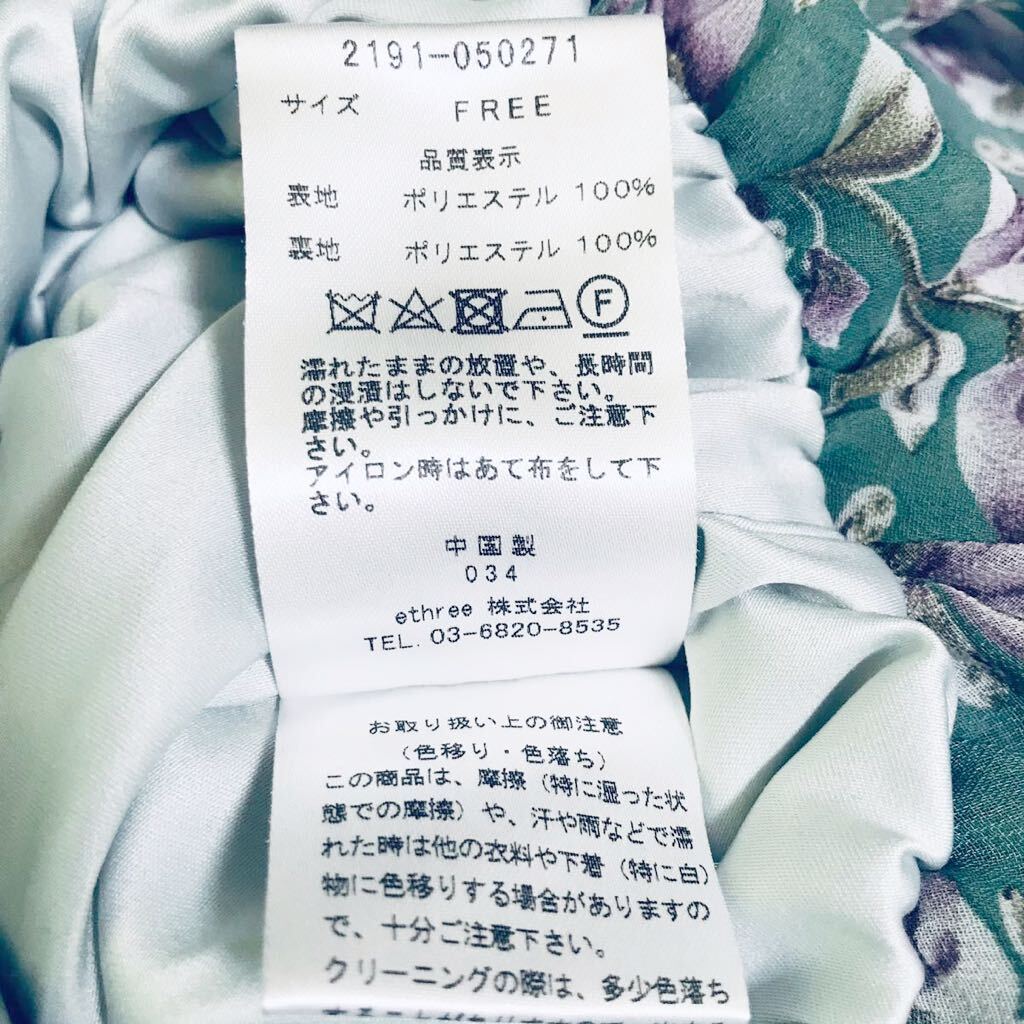 2191-050271
サイズ FREE
品質表示
表地 ポリエステル 100%
裏地 ポリエステル 100%
F
濡れたままの放置や、長時間
の浸漬はしないで下さい。
摩擦や引っかけに、ご注意下
さい。
アイロン時はあて布をして下
さい。
中国製
034
ethree 株式会社
TEL. 03-6820-8535
お取り扱い上の御注意
(色移り・色落ち)
この商品は、摩擦(特に湿った状
態での摩擦)や、汗や雨などで濡
れた時は他の衣料や下着(特に白)
物に色移りする場合がありますの
で、十分ご注意下さい。
クリーニングの際は、多少色落ち